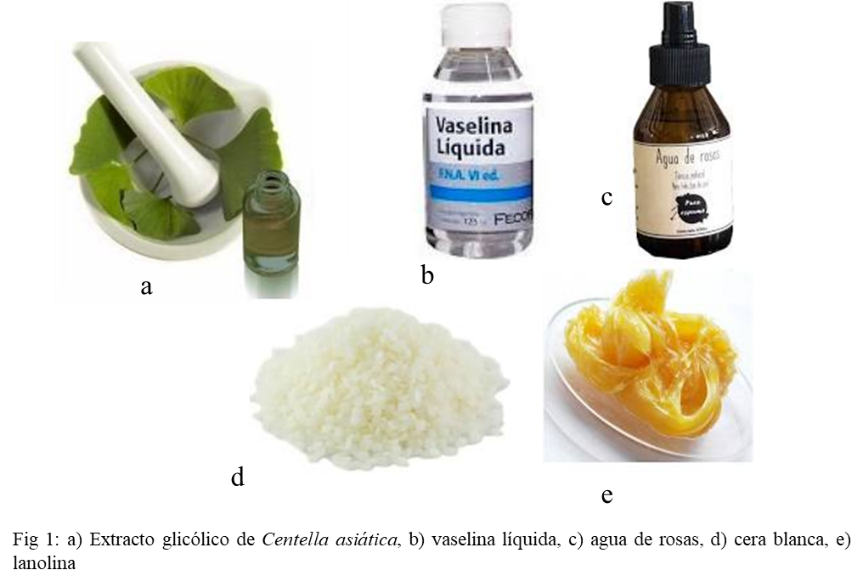 Vaselina
Líquida
F.N.A. VI ed.
125
Agua de rosas
a
b
c
d
e
Fig 1: a) Extracto glicólico de Centella asiática, b) vaselina líquida, c) agua de rosas, d) cera blanca, e)
lanolina